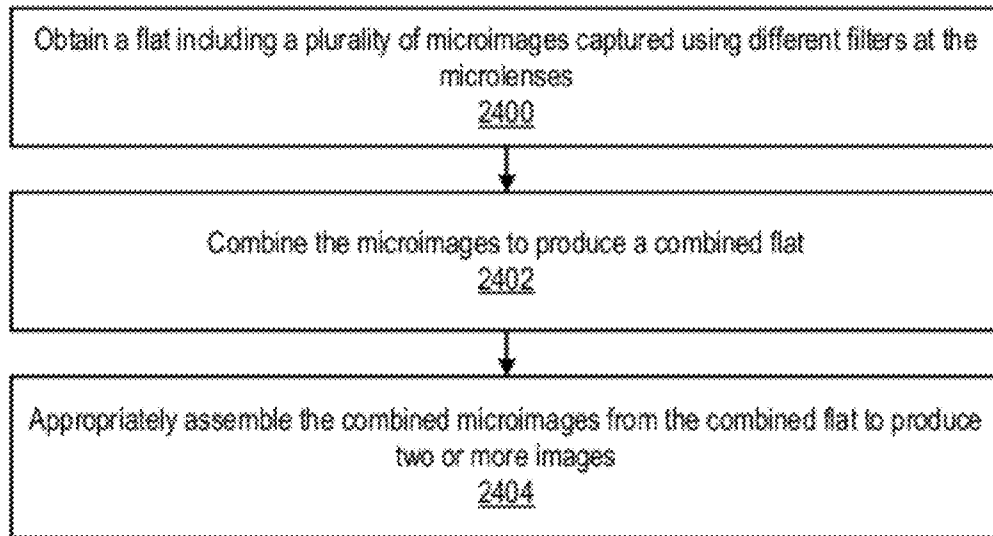 Obtain a flat including a plurality of microimages captured using different filters at the
microlenses
2400
Combine the microimages to produce a combined flat
2402
Appropriately assemble the combined microimages from the combined flat to produce
two or more images
2404